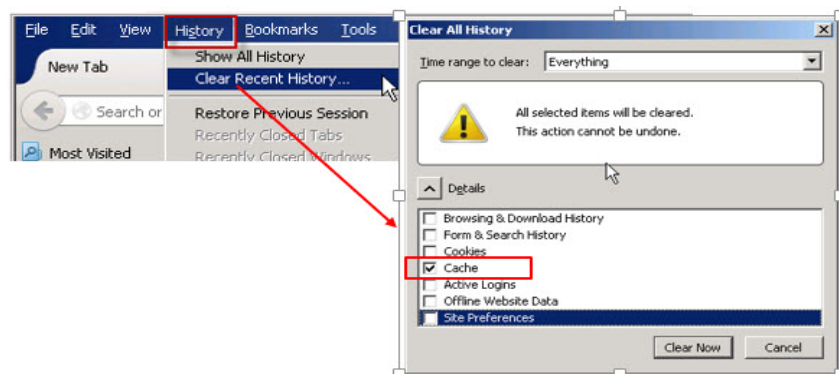 File Edit View History Bookmarks Tools
Show All History
New Tab
Clear Recent History...
Search or
Restore Previous Session
Recently Closed Tabs
Most Visited
Recently Closed Windows
Clear All History
Time range to clear: Everything
All selected items will be cleared.
This action cannot be undone.
Details
Browsing & Download History
Form & Search History
Cookies
Cache
Active Logins
Offline Website Data
Site Preferences
Clear Now Cancel